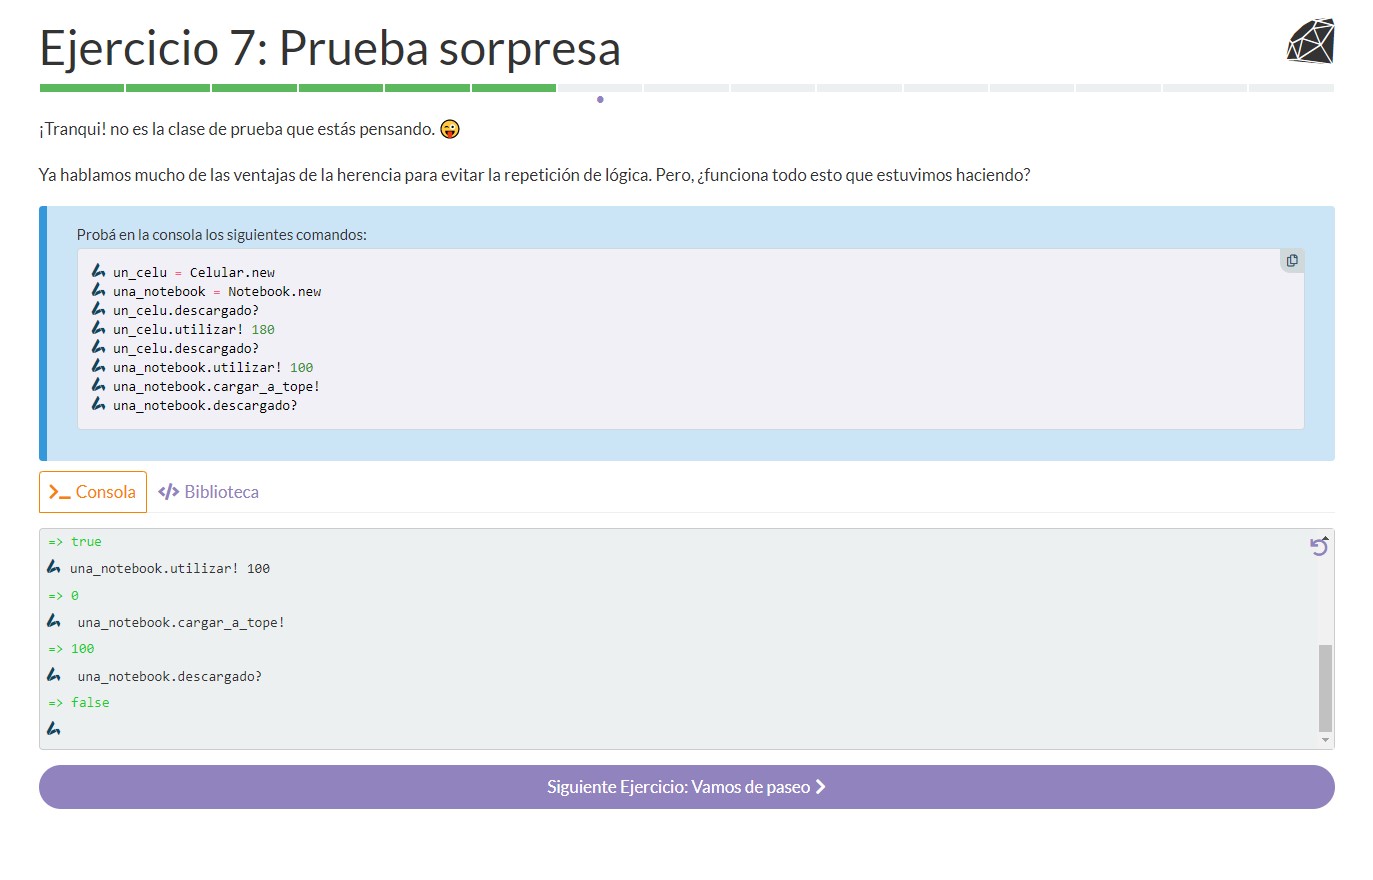 Ejercicio 7: Prueba sorpresa
¡Tranqui! no es la clase de prueba que estás pensando. 😜
Ya hablamos mucho de las ventajas de la herencia para evitar la repetición de lógica. Pero, ¿funciona todo esto que estuvimos haciendo?
Probá en la consola los siguientes comandos:
un_celu = Celular.new
una_notebook = Notebook.new
un_celu.descargado?
un_celu.utilizar! 180
un_celu.descargado?
una_notebook.utilizar! 100
una_notebook.cargar_a_tope!
una_notebook.descargado?
>_ Consola </> Biblioteca
=> true
una_notebook.utilizar! 100
=> 0
una_notebook.cargar_a_tope!
=> 100
una_notebook.descargado?
=> false
Siguiente Ejercicio: Vamos de paseo